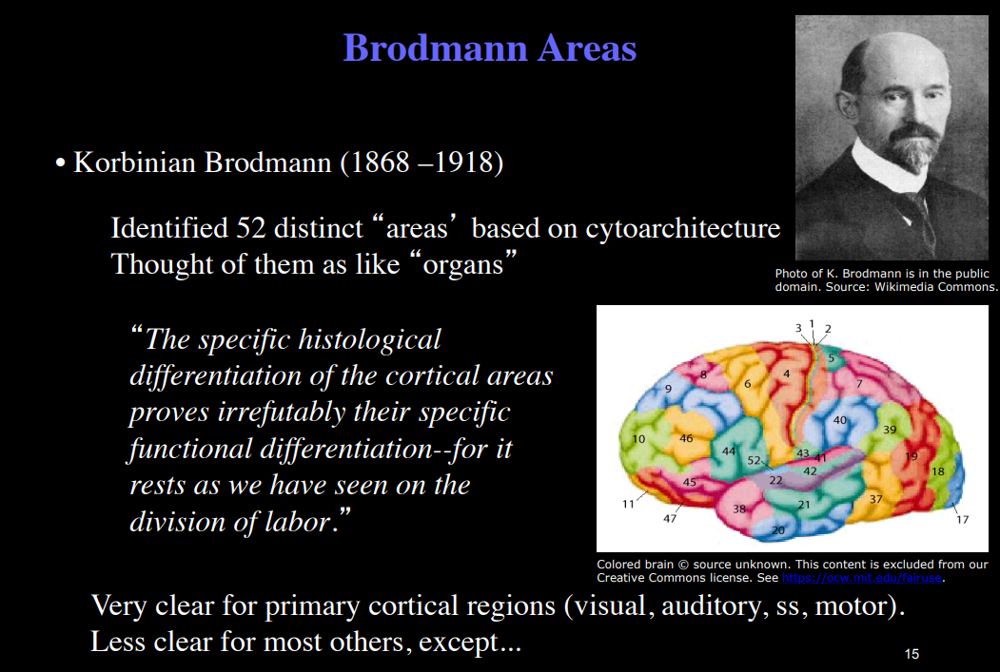 Brodmann Areas
• Korbinian Brodmann (1868 –1918)
Identified 52 distinct “areas’ based on cytoarchitecture
Thought of them as like “organs”
Photo of K. Brodmann is in the public
domain. Source: Wikimedia Commons.
“The specific histological
differentiation of the cortical areas
proves irrefutably their specific
functional differentiation--for it
rests as we have seen on the
division of labor.”
3 1 2
5
8 6 4 7
9
40
39
10 46
44 43 41
52 42 19 18
45 22
11 21 37
47 38 17
20
Colored brain © source unknown. This content is excluded from our
Creative Commons license. See https://ocw.mit.edu/fairuse.
Very clear for primary cortical regions (visual, auditory, ss, motor).
Less clear for most others, except...
15